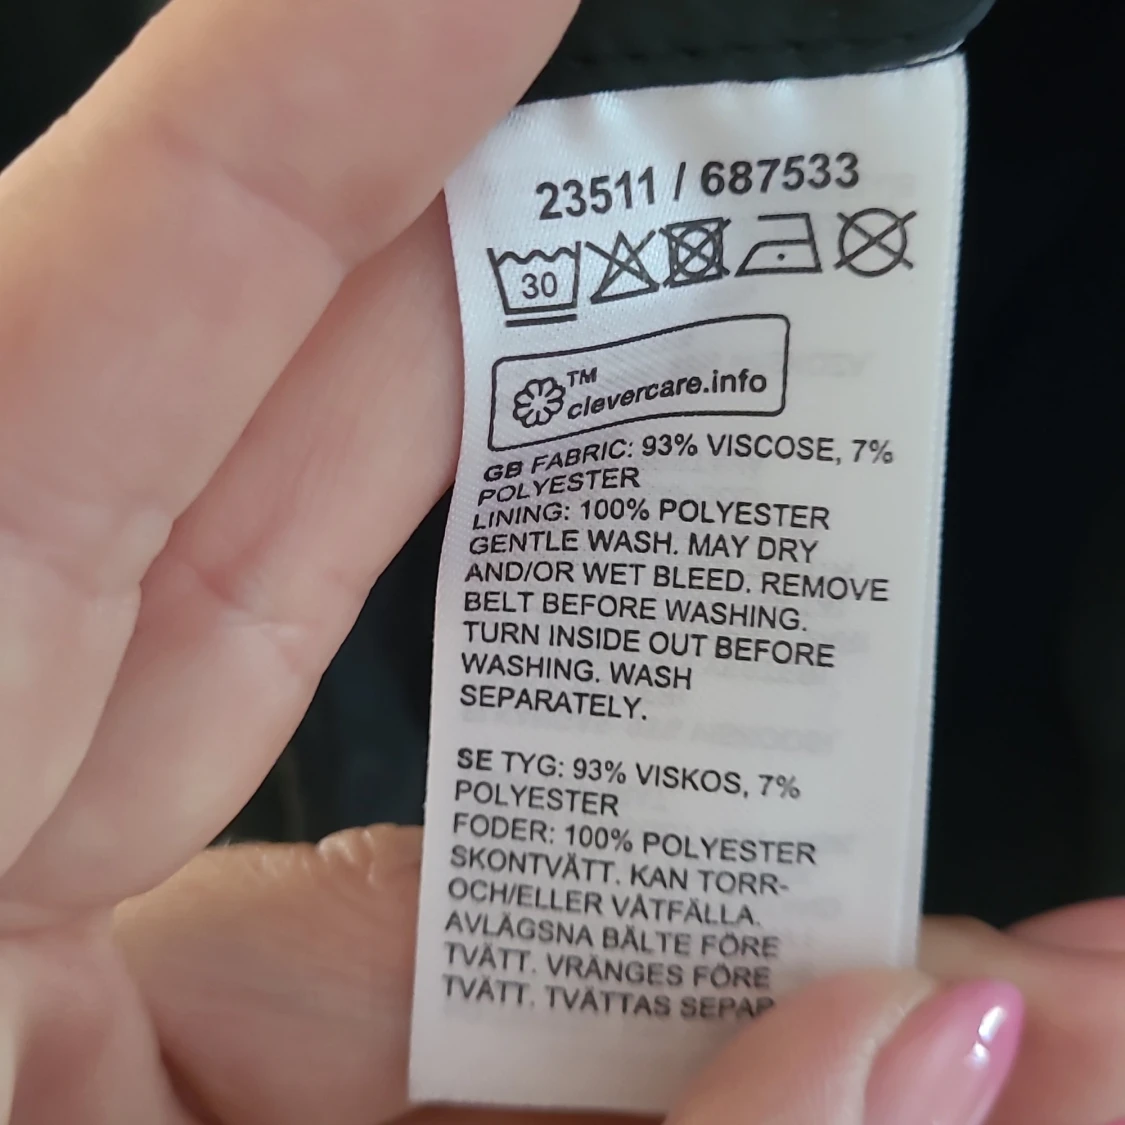 23511 / 687533
30
TM
clevercare.info
GB FABRIC: 93% VISCOSE, 7%
POLYESTER
LINING: 100% POLYESTER
GENTLE WASH. MAY DRY
AND/OR WET BLEED. REMOVE
BELT BEFORE WASHING.
TURN INSIDE OUT BEFORE
WASHING. WASH
SEPARATELY.
SE TYG: 93% VISKOS, 7%
POLYESTER
FODER: 100% POLYESTER
SKONTVÄTT. KAN TORR-
OCH/ELLER VÅTFÄLLA.
AVLÄGSNA BÄLTE FÖRE
TVÄTT. VRÄNGES FÖRE
TVÄTT. TVÄTTAS SEPAR